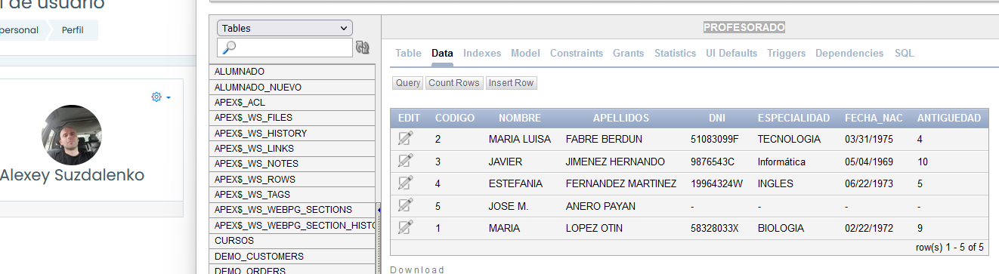 l de usuario
personal Perfil
Alexey Suzdalenko
Tables
ALUMNADO
ALUMNADO_NUEVO
APEX$_ACL
APEX$_WS_FILES
APEX$_WS_HISTORY
APEX$_WS_LINKS
APEX$_WS_NOTES
APEX$_WS_ROWS
APEX$_WS_TAGS
APEX$_WS_WEBPG_SECTIONS
APEX$_WS_WEBPG_SECTION_HISTO
CURSOS
DEMO_CUSTOMERS
DEMO_ORDERS
PROFESORADO
Table Data Indexes Model Constraints Grants Statistics UI Defaults Triggers Dependencies SQL
Query Count Rows Insert Row
EDIT CODIGO NOMBRE APELLIDOS DNI ESPECIALIDAD FECHA_NAC ANTIGUEDAD
2 MARIA LUISA FABRE BERDUN 51083099F TECNOLOGIA 03/31/1975 4
3 JAVIER JIMENEZ HERNANDO 9876543C Informática 05/04/1969 10
4 ESTEFANIA FERNANDEZ MARTINEZ 19964324W INGLES 06/22/1973 5
5 JOSE M. ANERO PAYAN - - - -
1 MARIA LOPEZ OTIN 58328033X BIOLOGIA 02/22/1972 9
row(s) 1 - 5 of 5
Download